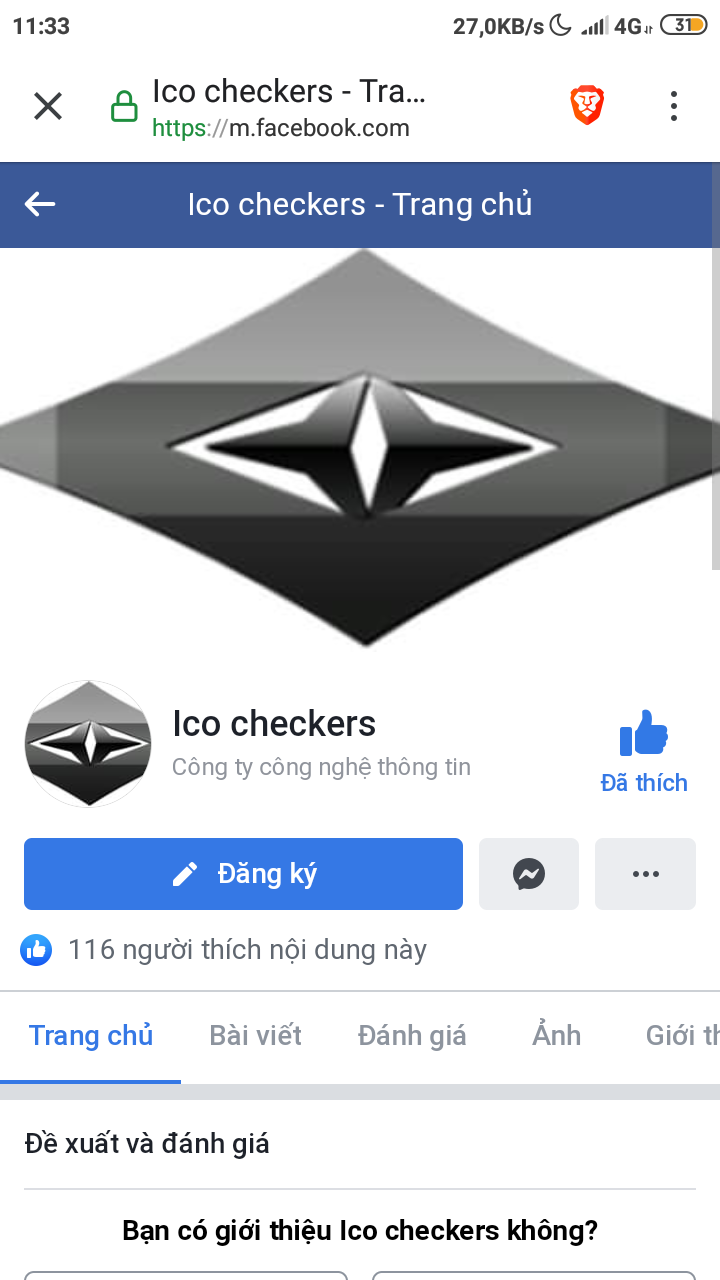 11:33 27,0KB/s 4G 31
Ico checkers - Tra...
https://m.facebook.com
Ico checkers - Trang chủ
Ico checkers
Công ty công nghệ thông tin
Đã thích
Đăng ký
116 người thích nội dung này
Trang chủ Bài viết Đánh giá Ảnh Giới th
Đề xuất và đánh giá
Bạn có giới thiệu Ico checkers không?